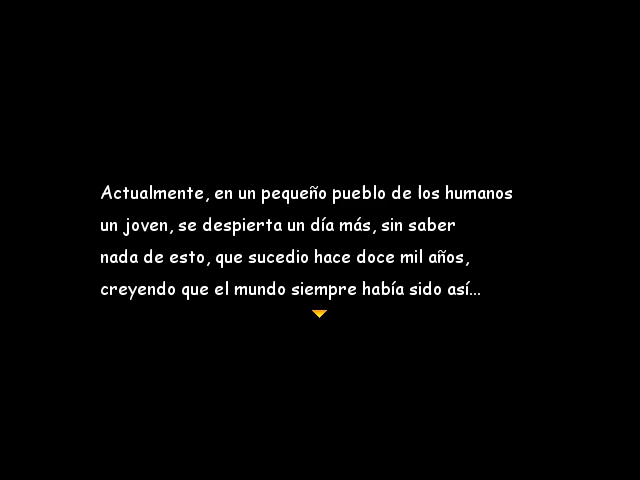 Actualmente, en un pequeño pueblo de los humanos
un joven, se despierta un día más, sin saber
nada de esto, que sucedio hace doce mil años,
creyendo que el mundo siempre había sido así...